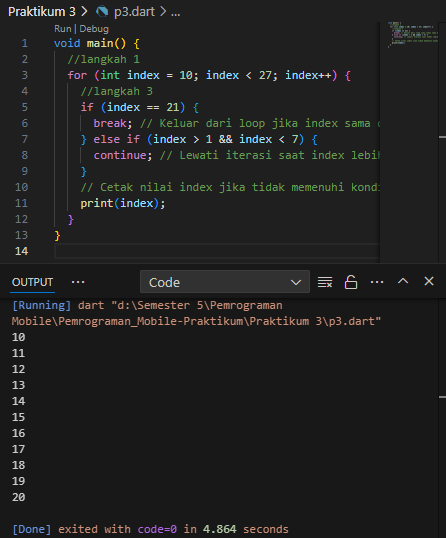 Praktikum 3 > p3.dart > ...
Run | Debug
1 void main() {
2 //langkah 1
3 for (int index = 10; index < 27; index++) {
4 //langkah 3
5 if (index == 21) {
6 break; // Keluar dari loop jika index sama
7 } else if (index > 1 && index < 7) {
8 continue; // Lewati iterasi saat index lebi
9 }
10 // Cetak nilai index jika tidak memenuhi kondi
11 print(index);
12 }
13 }
14
OUTPUT ... Code ...
[Running] dart "d:\Semester 5\Pemrograman
Mobile\Pemrograman_Mobile-Praktikum\Praktikum 3\p3.dart"
10
11
12
13
14
15
16
17
18
19
20
[Done] exited with code=0 in 4.864 seconds